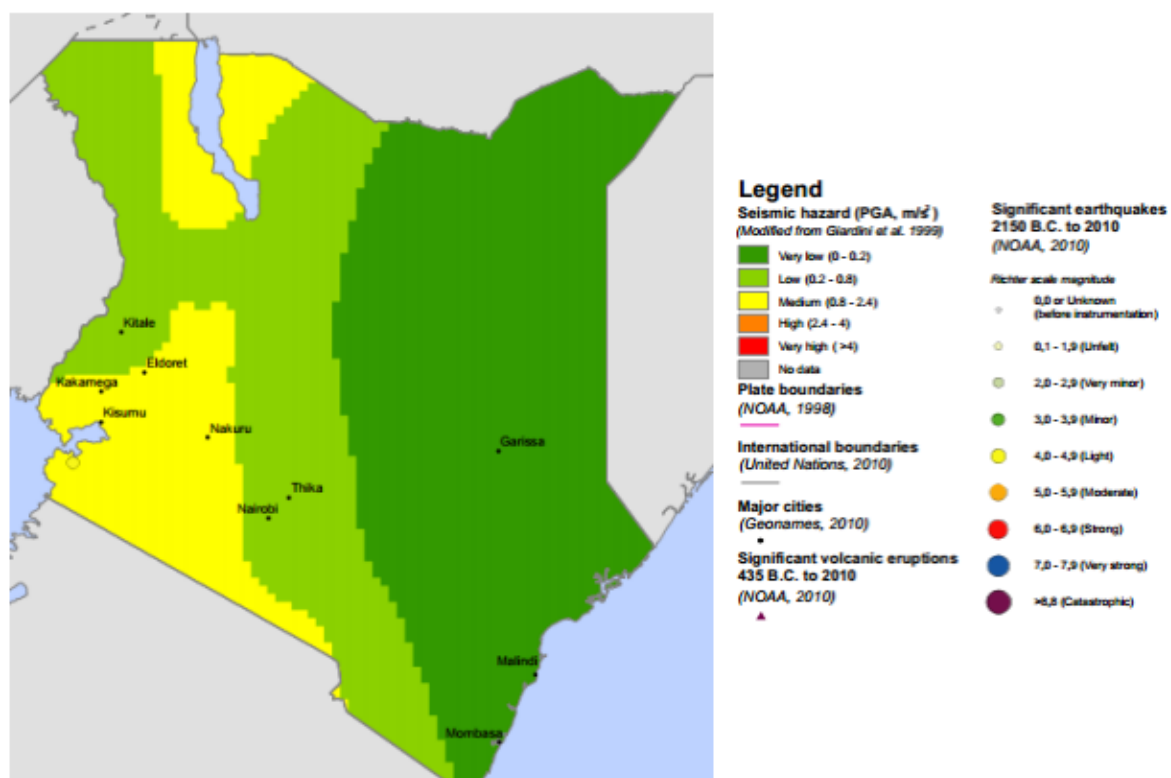 Kitale
Eldoret
Kakamega
Kisumu
Nakuru
Garissa
Thika
Nairobi
Malindi
Mombasa
Legend
Seismic hazard (PGA, m/s²)
(Modified from Giardini et al. 1999)
Very low (0 - 0.2)
Low (0.2 - 0.8)
Medium (0.8 - 2.4)
High (2.4 - 4)
Very high ( >4)
No data
Plate boundaries
(NOAA, 1998)
International boundaries
(United Nations, 2010)
Major cities
(Geonames, 2010)
Significant volcanic eruptions
435 B.C. to 2010
(NOAA, 2010)
Significant earthquakes
2150 B.C. to 2010
(NOAA, 2010)
Richter scale magnitude
0,0 or Unknown
(before instrumentation)
0,1 - 1,9 (Unfelt)
2,0 - 2,9 (Very minor)
3,0 - 3,9 (Minor)
4,0 - 4,9 (Light)
5,0 - 5,9 (Moderate)
6,0 - 6,9 (Strong)
7,0 - 7,9 (Very strong)
>8,8 (Catastrophic)